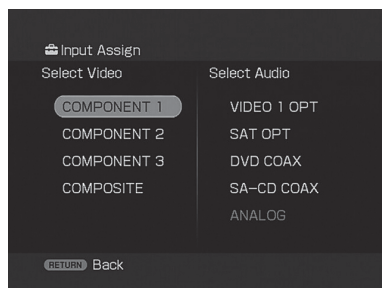 Input Assign
Select Video
COMPONENT 1
COMPONENT 2
COMPONENT 3
COMPOSITE
Select Audio
VIDEO 1 OPT
SAT OPT
DVD COAX
SA-CD COAX
ANALOG
RETURN Back